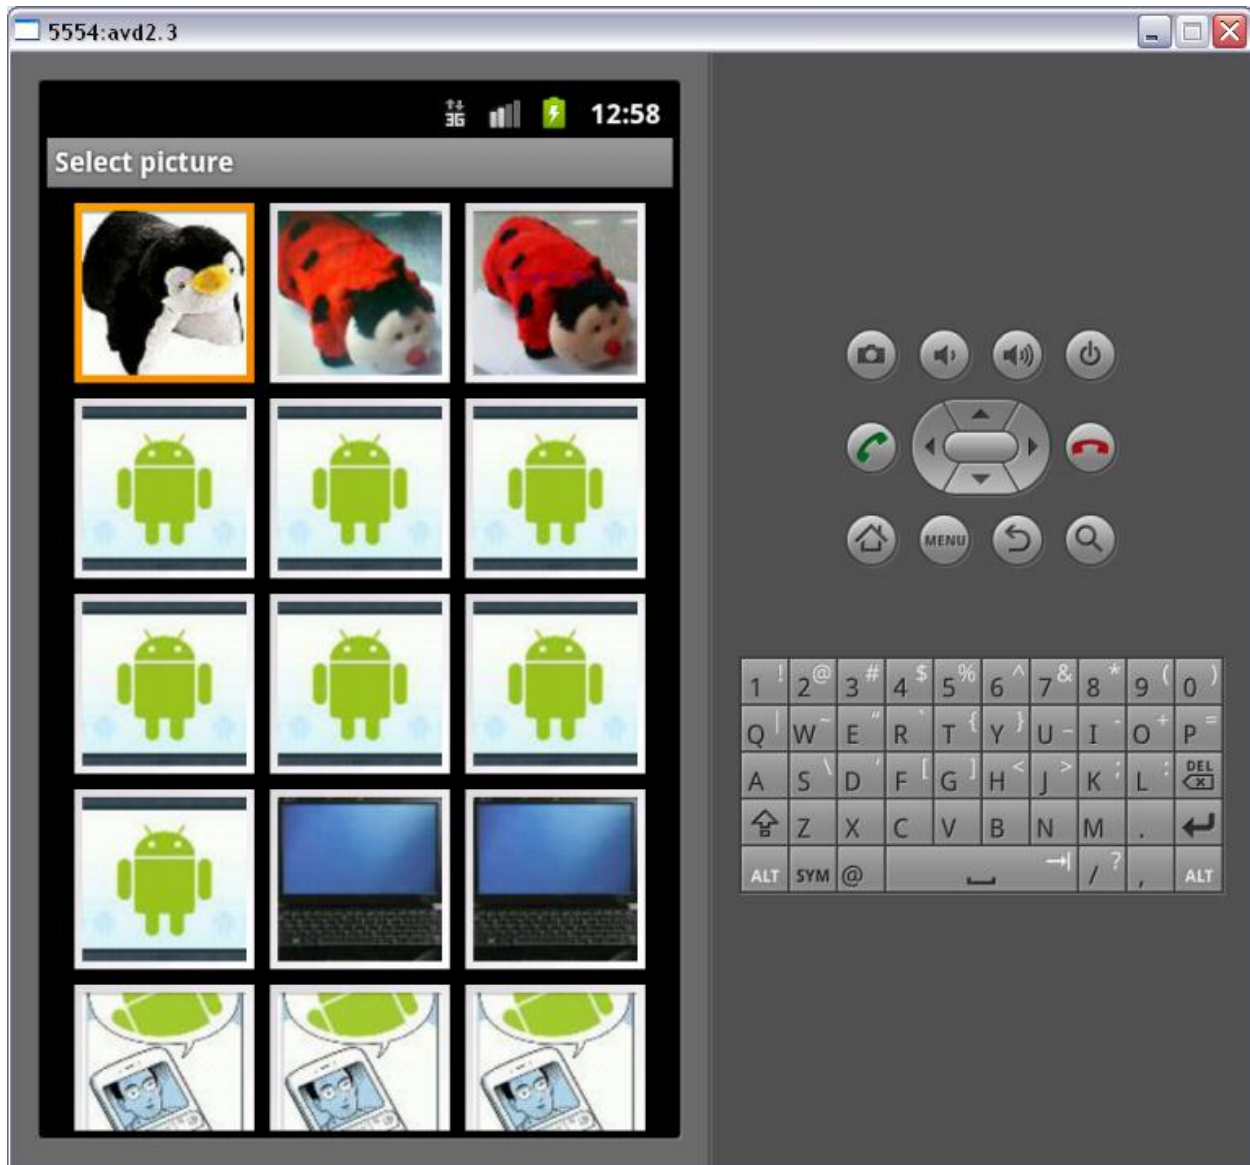 5554:avd2.3
3G 12:58
Select picture
MENU
1 ! 2 @ 3 # 4 $ 5 % 6 ^ 7 & 8 * 9 ( 0 )
Q | W ~ E “ R ` T { Y } U _ I - O + P =
A S \ D ‘ F [ G ] H < J > K ; L : DEL
Z X C V B N M .
ALT SYM @ / ? , ALT